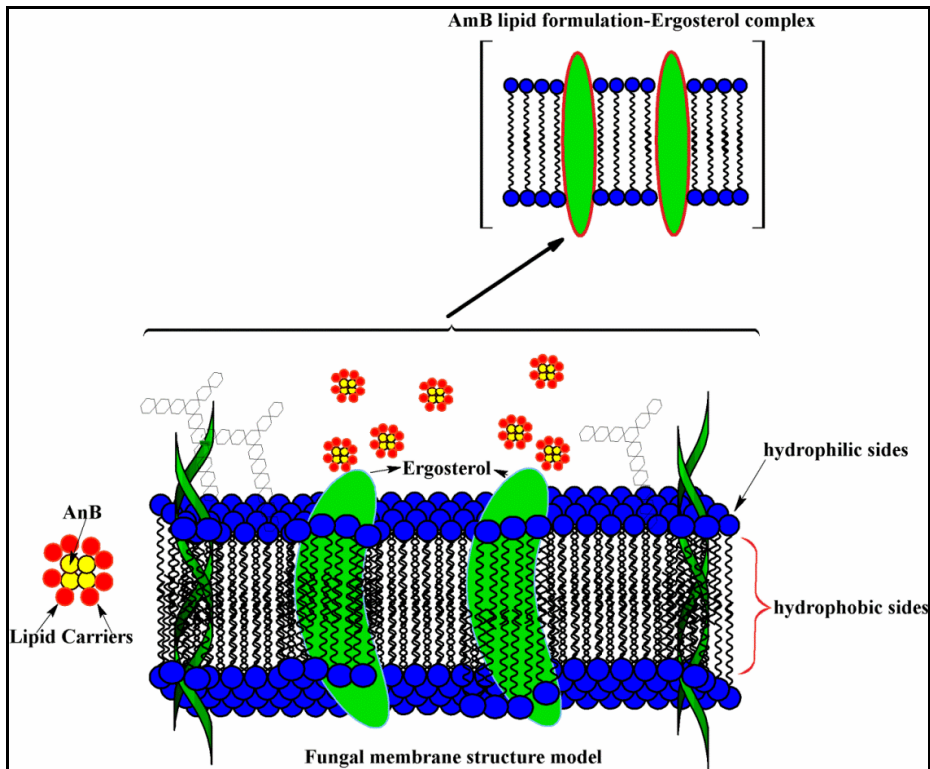 AmB lipid formulation-Ergosterol complex
Ergosterol
hydrophilic sides
AnB
hydrophobic sides
Lipid Carriers
Fungal membrane structure model